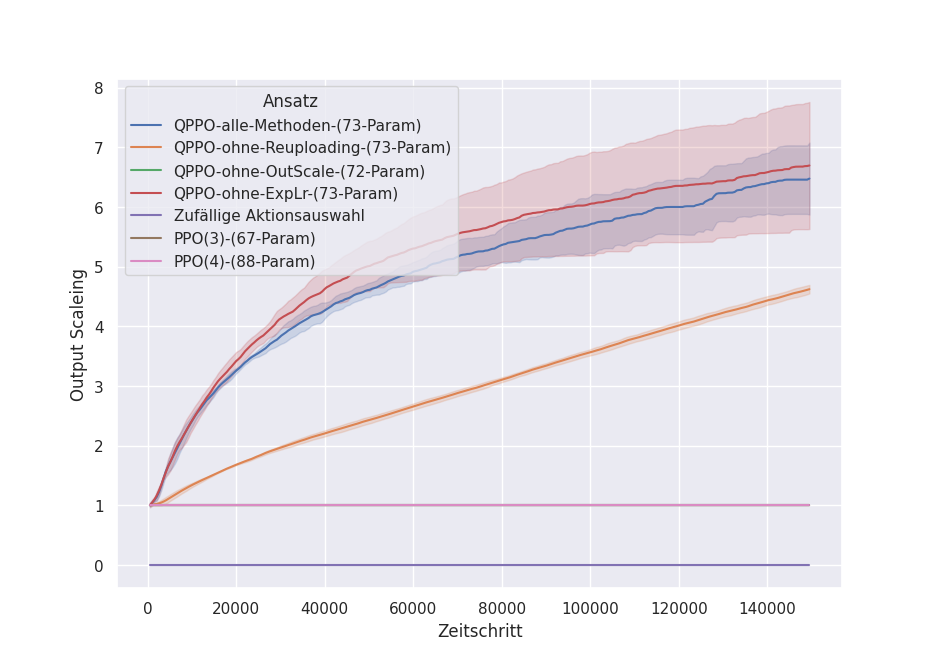 Ansatz
QPPO-alle-Methoden-(73-Param)
QPPO-ohne-Reuploading-(73-Param)
QPPO-ohne-OutScale-(72-Param)
QPPO-ohne-ExpLr-(73-Param)
Zufällige Aktionsauswahl
PPO(3)-(67-Param)
PPO(4)-(88-Param)
Output Scaleing
8
7
6
5
4
3
2
1
0
0 20000 40000 60000 80000 100000 120000 140000
Zeitschritt